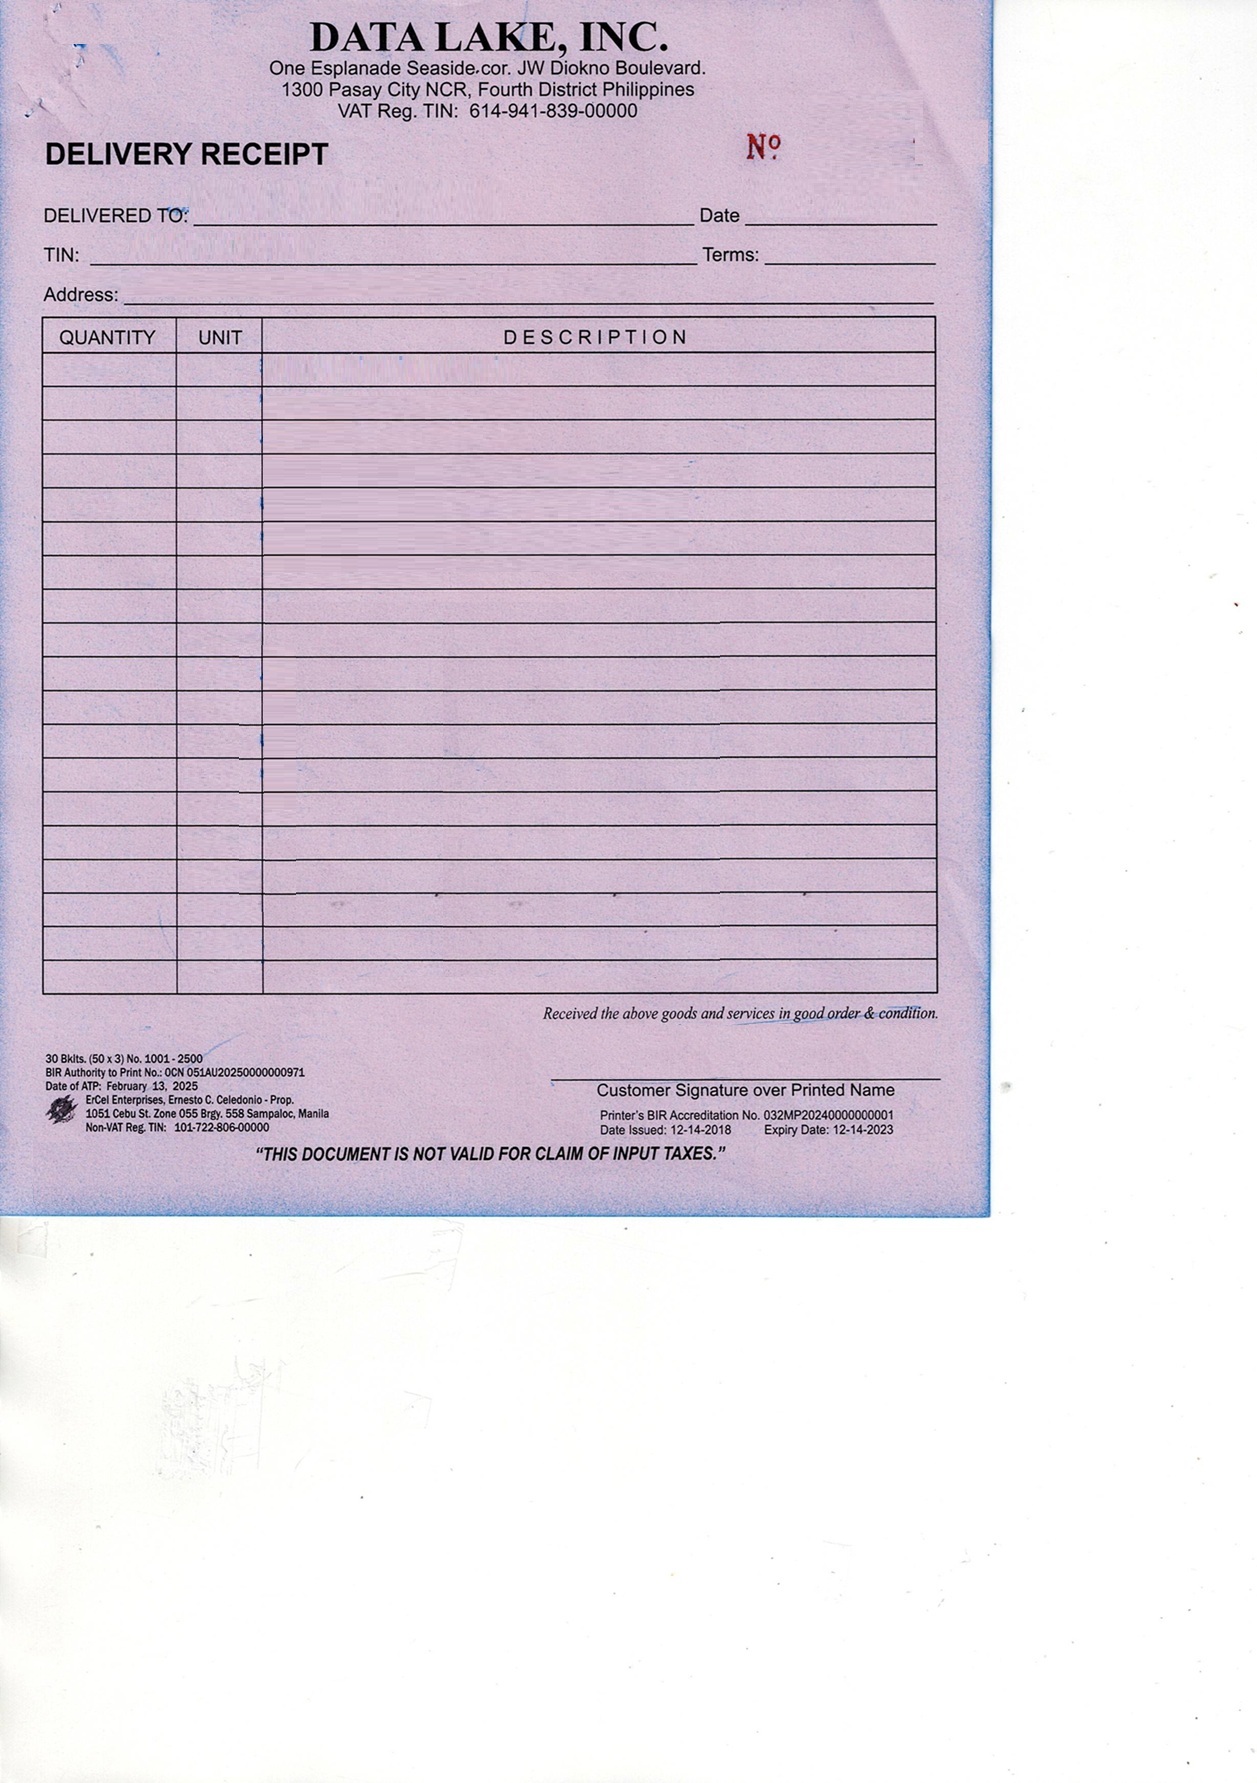 DATA LAKE, INC.
One Esplanade Seaside cor. JW Diokno Boulevard.
1300 Pasay City NCR, Fourth District Philippines
VAT Reg. TIN: 614-941-839-00000
DELIVERY RECEIPT
Nº
DELIVERED TO:
Date
TIN:
Terms:
Address:
QUANTITY
UNIT
DESCRIPTION
Received the above goods and services in good order & condition.
30 Bklts. (50 x 3) No. 1001 - 2500
BIR Authority to Print No.: OCN 051AU20250000000971
Date of ATP: February 13, 2025
ErCel Enterprises, Ernesto C. Celedonio - Prop.
1051 Cebu St. Zone 055 Brgy. 558 Sampaloc, Manila
Non-VAT Reg. TIN: 101-722-806-00000
Customer Signature over Printed Name
Printer's BIR Accreditation No. 032MP20240000000001
Date Issued: 12-14-2018 Expiry Date: 12-14-2023
“THIS DOCUMENT IS NOT VALID FOR CLAIM OF INPUT TAXES.”